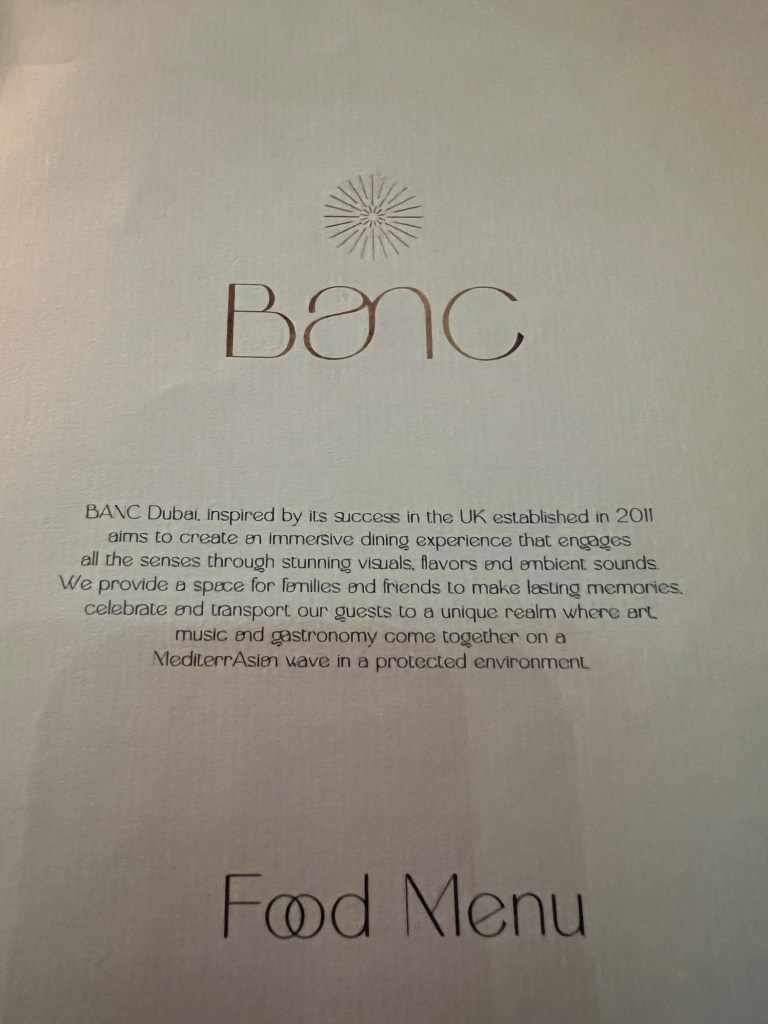 Banc
BANC Dubai, inspired by its success in the UK established in 2011
aims to create an immersive dining experience that engages
all the senses through stunning visuals, flavors and ambient sounds.
We provide a space for families and friends to make lasting memories,
celebrate and transport our guests to a unique realm where art,
music and gastronomy come together on a
MediterrAsian wave in a protected environment.
Food Menu